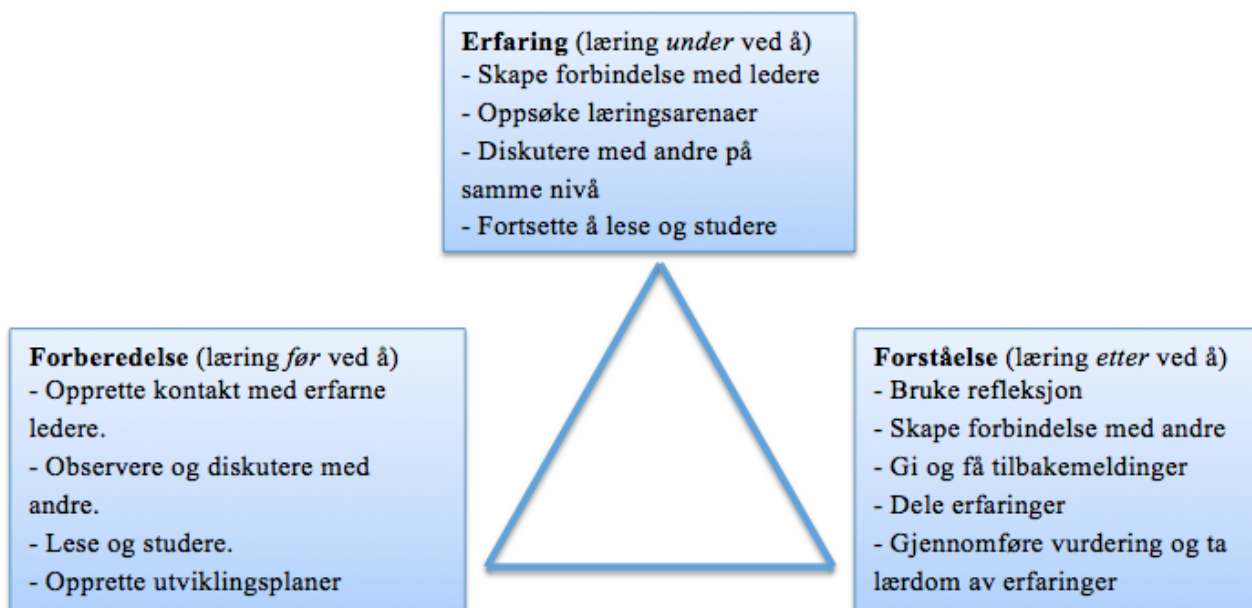 Erfaring (læring under ved å)
- Skape forbindelse med ledere
- Oppsøke læringsarenaer
- Diskutere med andre på
samme nivå
- Fortsette å lese og studere
Forberedelse (læring før ved å)
- Opprette kontakt med erfarne
ledere.
- Observere og diskutere med
andre.
- Lese og studere.
- Opprette utviklingsplaner
Forståelse (læring etter ved å)
- Bruke refleksjon
- Skape forbindelse med andre
- Gi og få tilbakemeldinger
- Dele erfaringer
- Gjennomføre vurdering og ta
lærdom av erfaringer